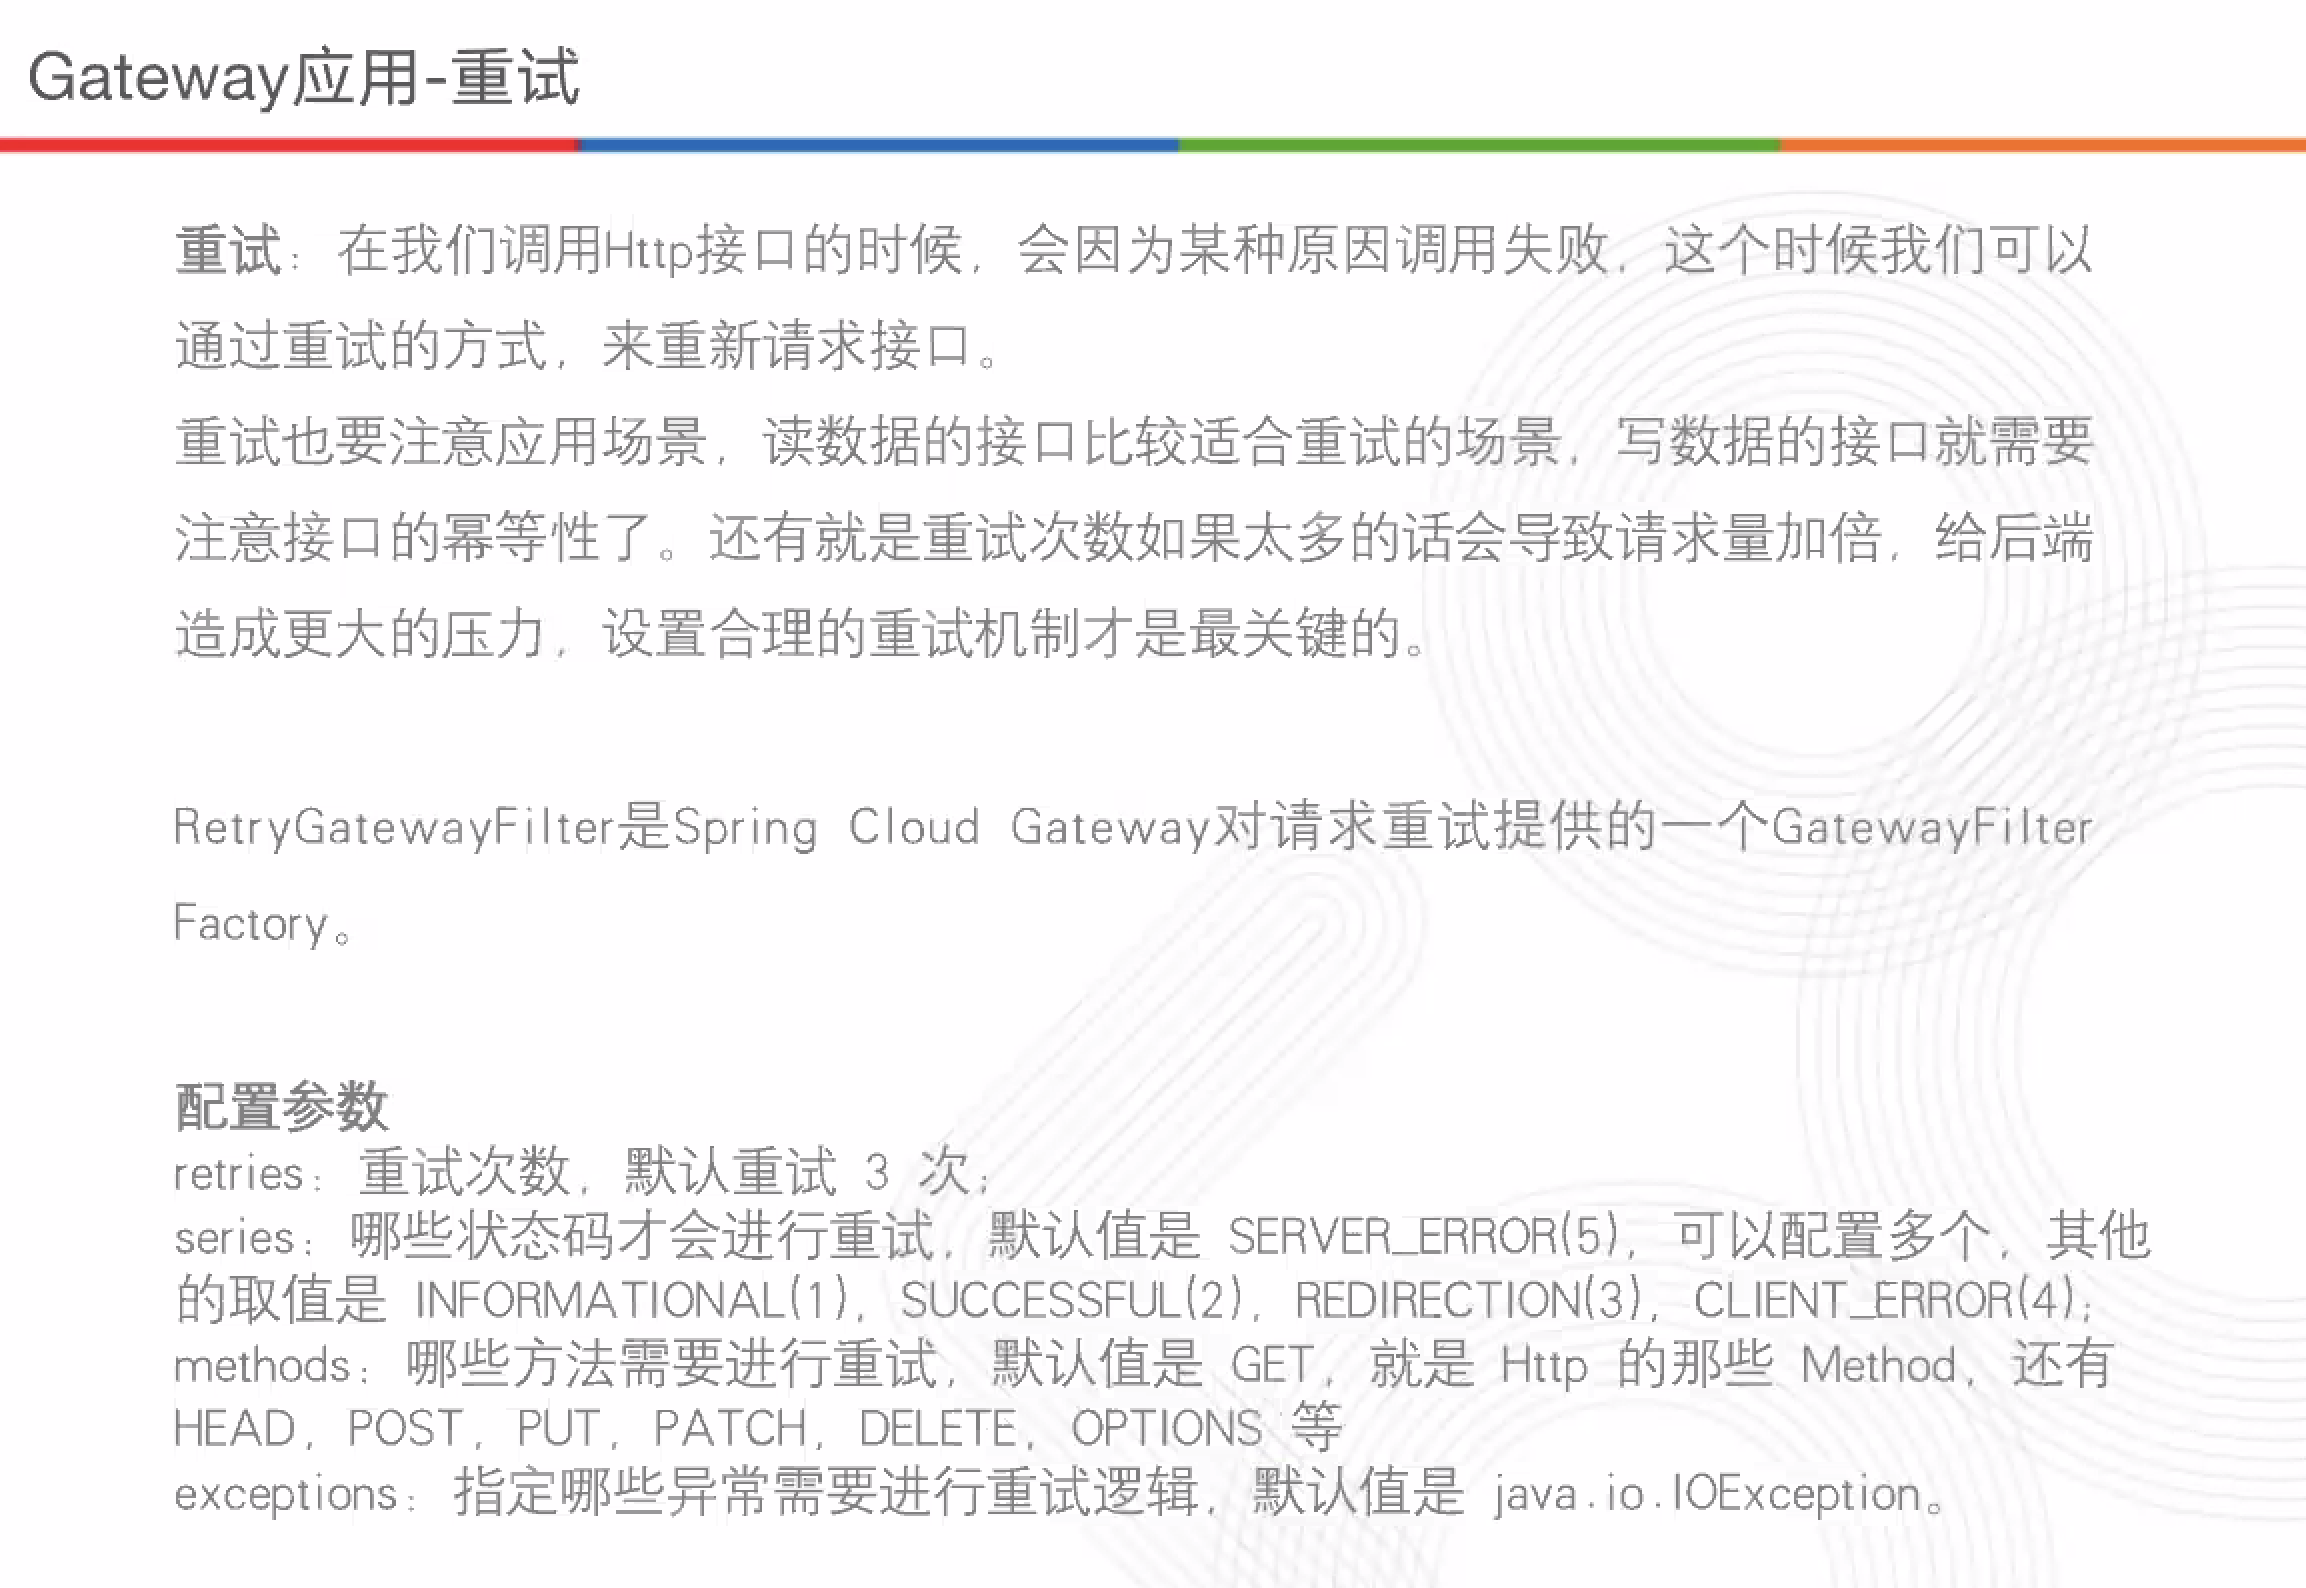 Gateway应用-重试
重试：在我们调用Http接口的时候，会因为某种原因调用失败，这个时候我们可以
通过重试的方式，来重新请求接口。
重试也要注意应用场景，读数据的接口比较适合重试的场景，写数据的接口就需要
注意接口的幂等性了。还有就是重试次数如果太多的话会导致请求量加倍，给后端
造成更大的压力，设置合理的重试机制才是最关键的。
RetryGatewayFilter是Spring Cloud Gateway对请求重试提供的一个GatewayFilter
Factory。
配置参数
retries：重试次数，默认重试 3 次；
series：哪些状态码才会进行重试，默认值是 SERVER_ERROR(5)，可以配置多个，其他
的取值是 INFORMATIONAL(1)，SUCCESSFUL(2)，REDIRECTION(3)，CLIENT_ERROR(4)；
methods：哪些方法需要进行重试，默认值是 GET，就是 Http 的那些 Method，还有
HEAD，POST，PUT，PATCH，DELETE，OPTIONS 等
exceptions：指定哪些异常需要进行重试逻辑，默认值是 java.io.IOException。